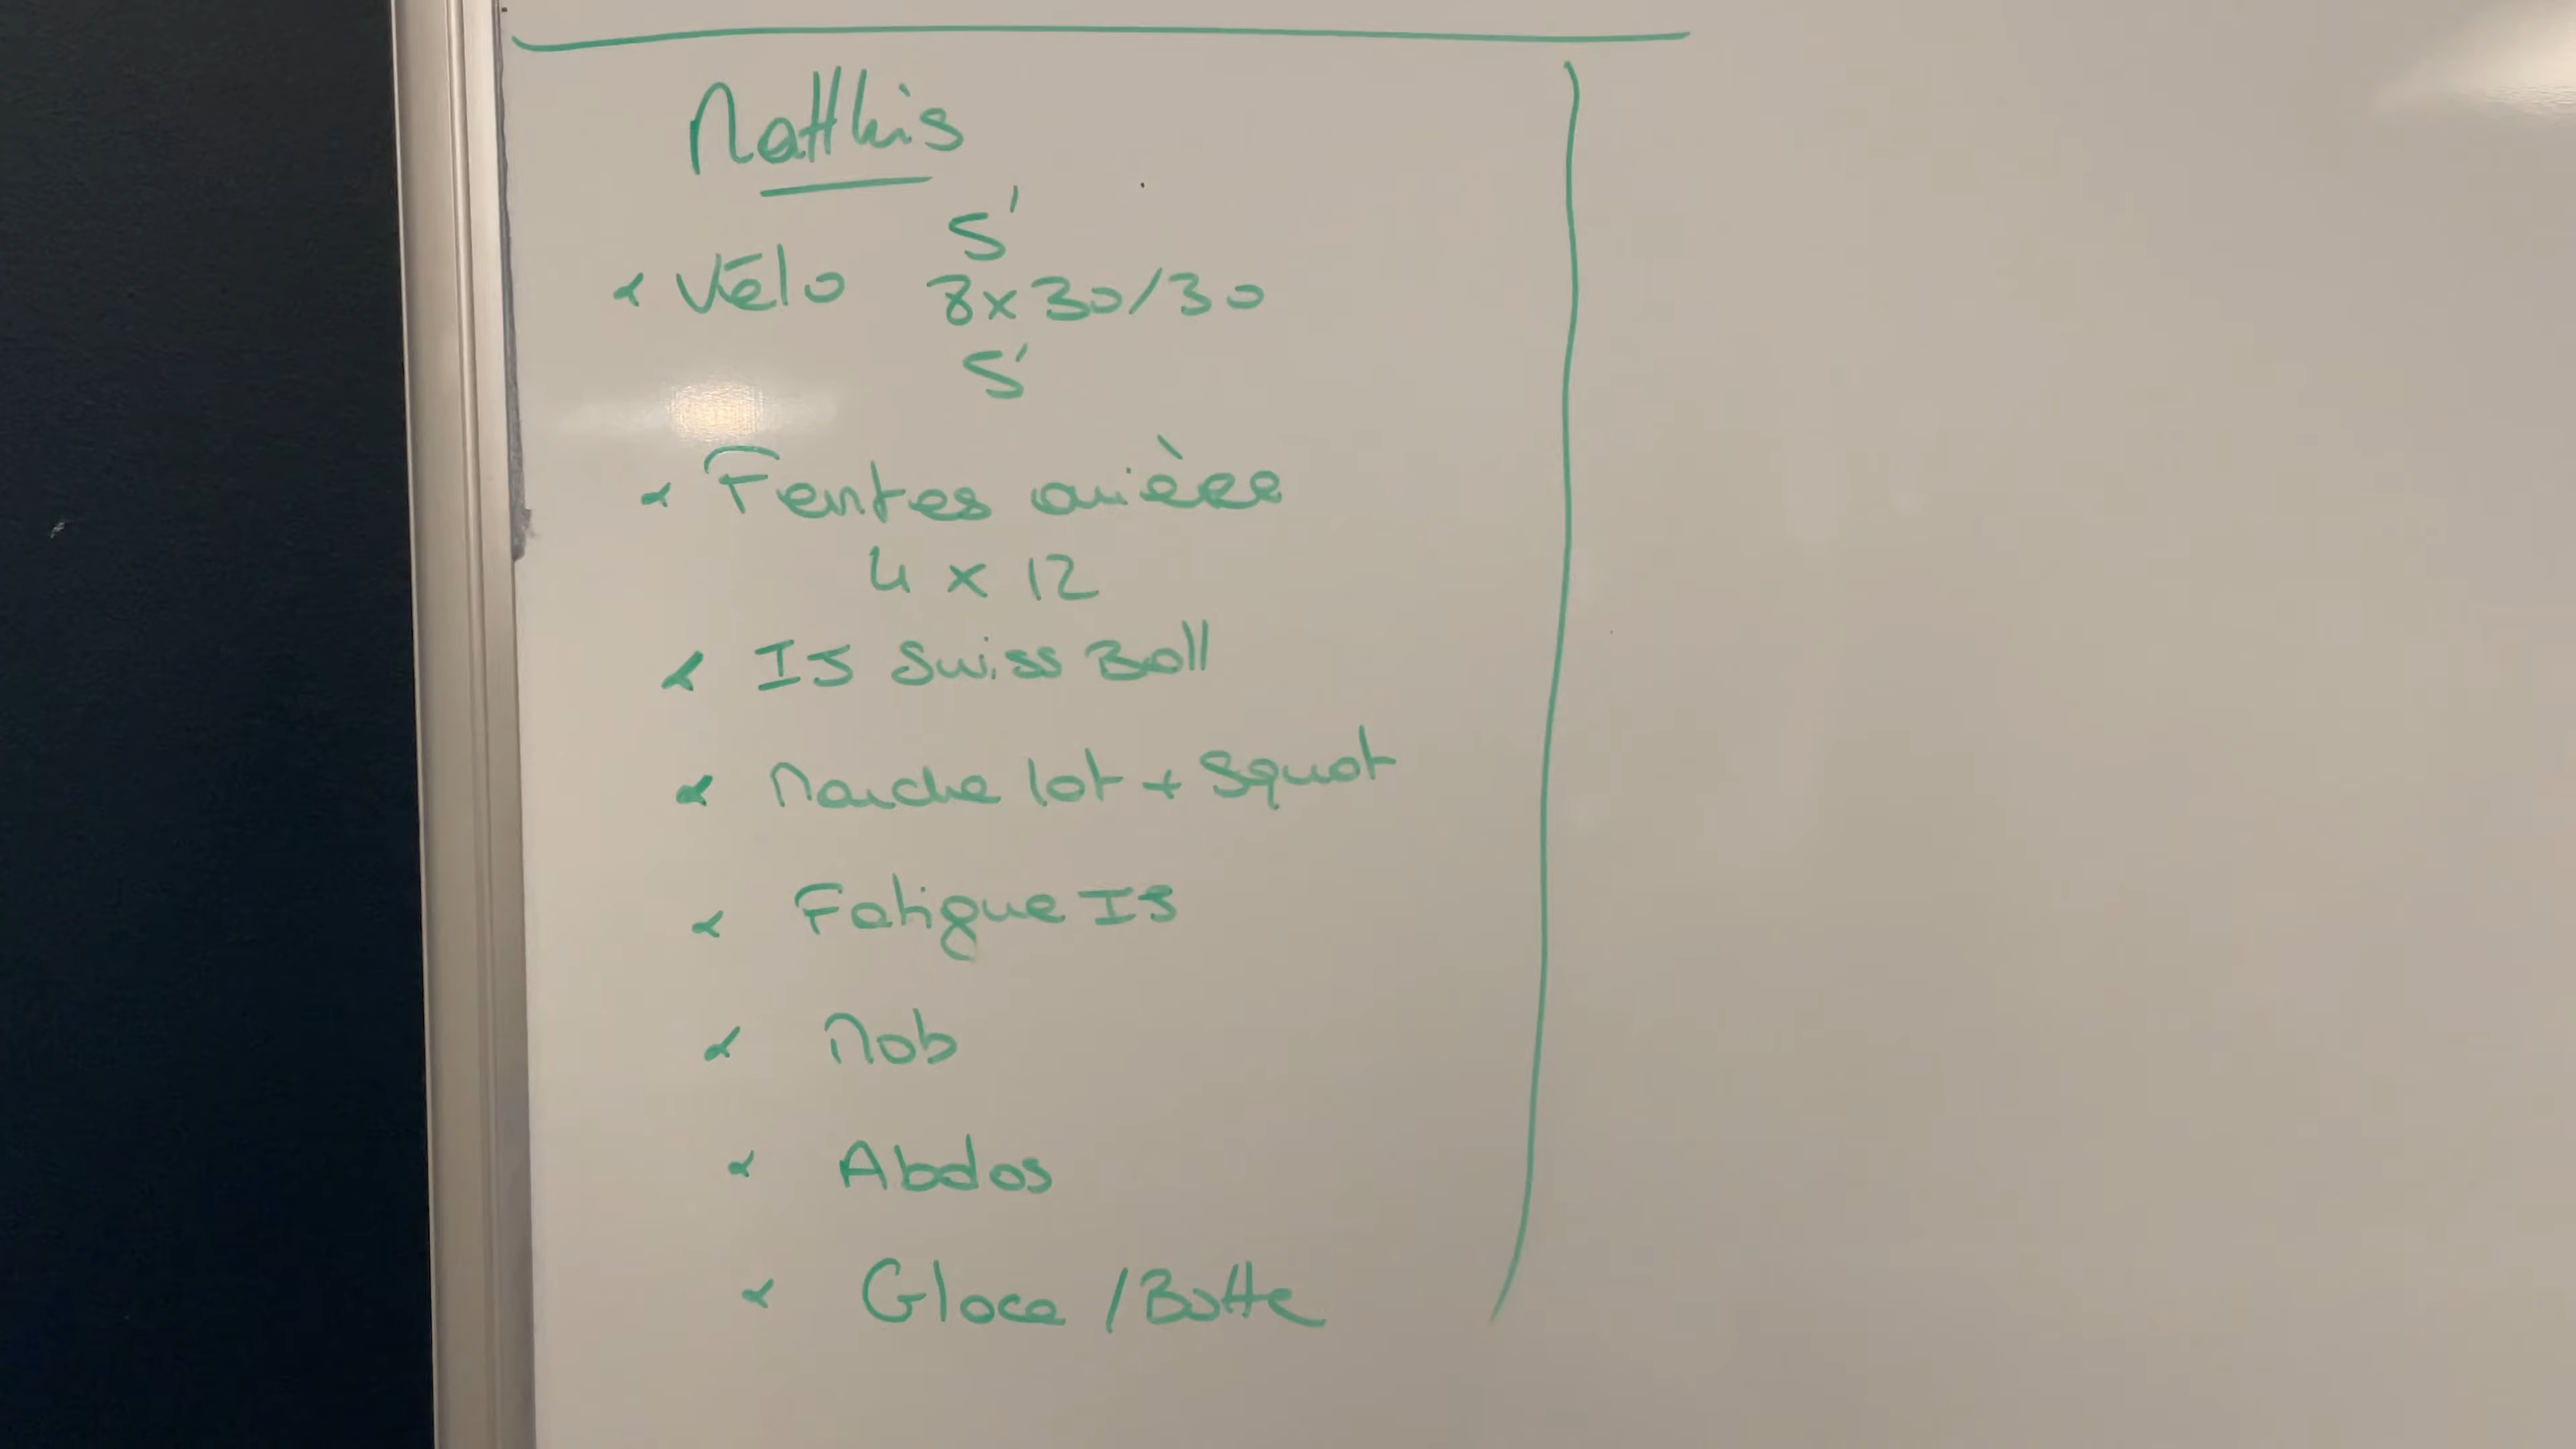 Matthis
5'
Vélo 8x30/30
5'
Fentes arrière
4 x 12
IJ Swiss Ball
Marche lat + Squat
Fatigue IJ
Mob
Abdos
Glace / Botte